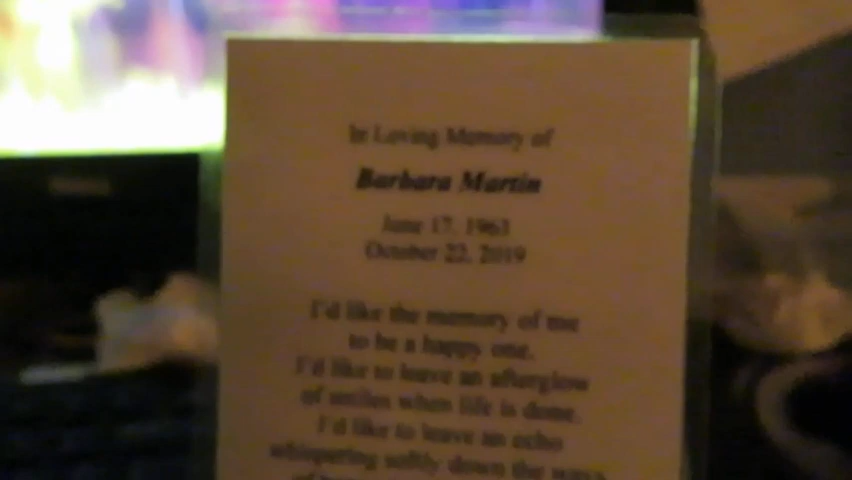 In Loving Memory of
Barbara Martin
June 17, 1963
October 22, 2019
I'd like the memory of me
to be a happy one.
I'd like to leave an afterglow
of smiles when life is done.
I'd like to leave an echo
whispering softly down the ways